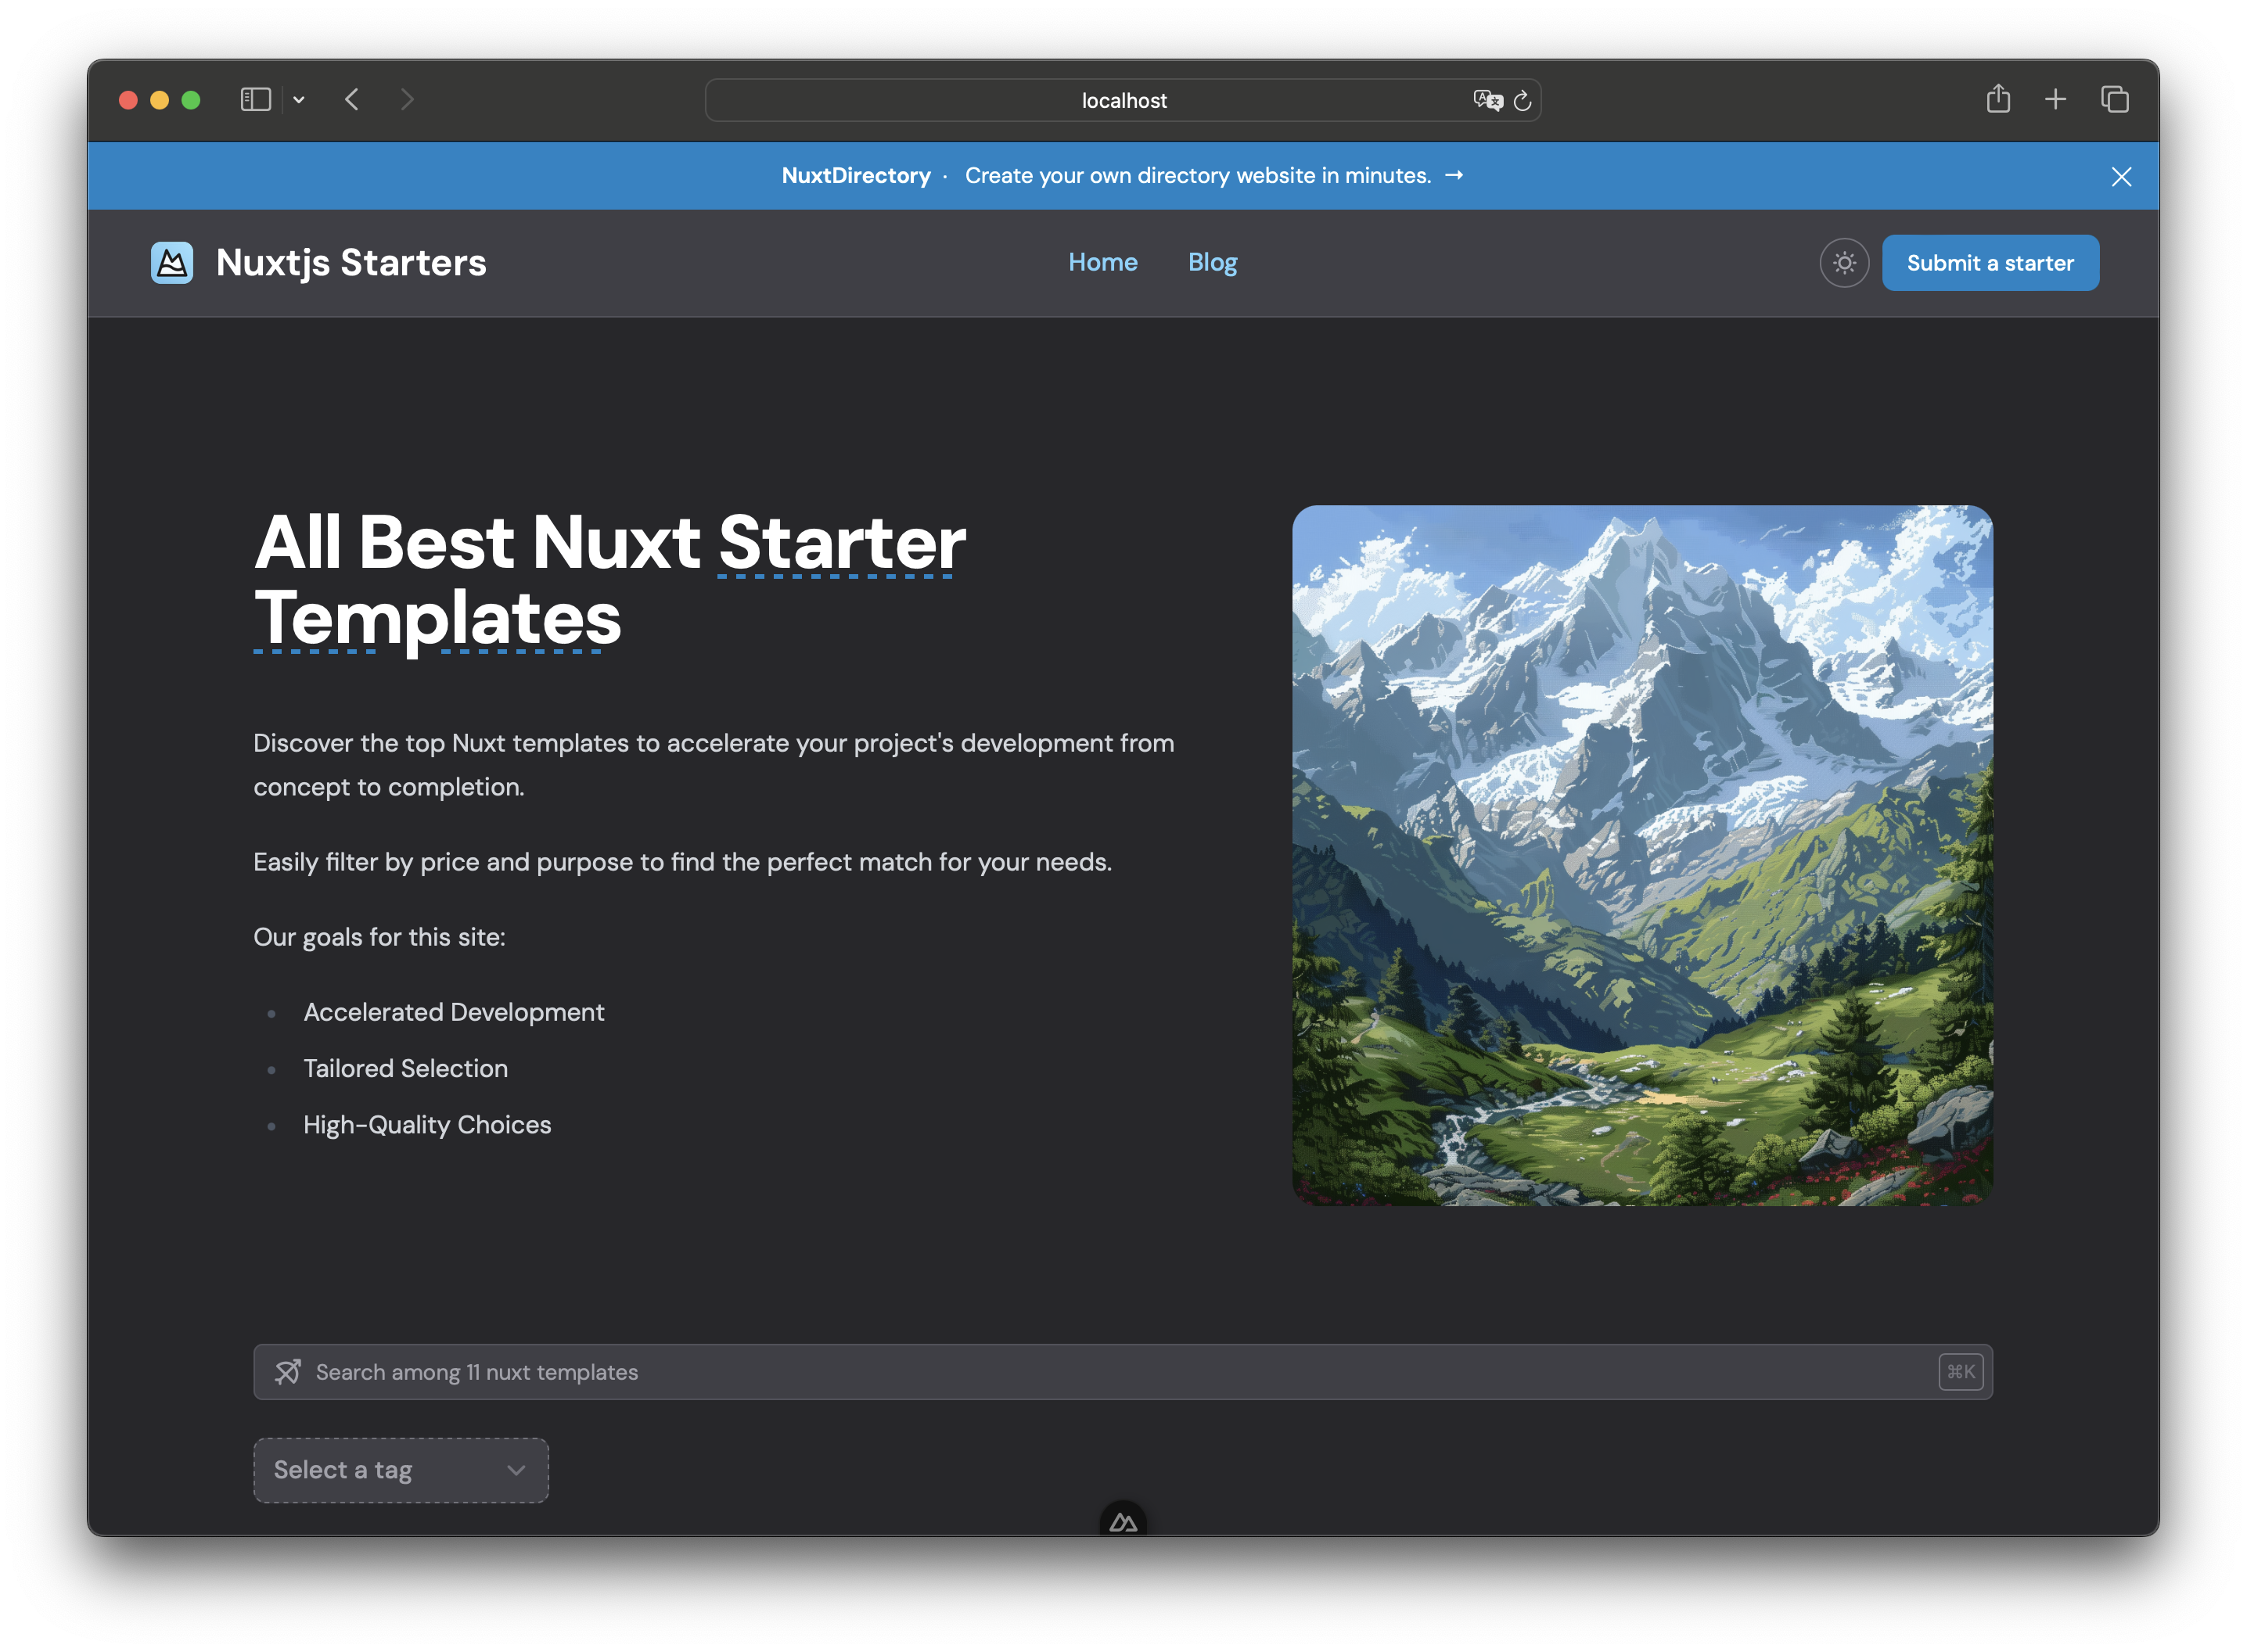 localhost
NuxtDirectory · Create your own directory website in minutes. →
Nuxtjs Starters
Home
Blog
Submit a starter
All Best Nuxt Starter
Templates
Discover the top Nuxt templates to accelerate your project's development from
concept to completion.
Easily filter by price and purpose to find the perfect match for your needs.
Our goals for this site:
Accelerated Development
Tailored Selection
High-Quality Choices
Search among 11 nuxt templates
⌘K
Select a tag